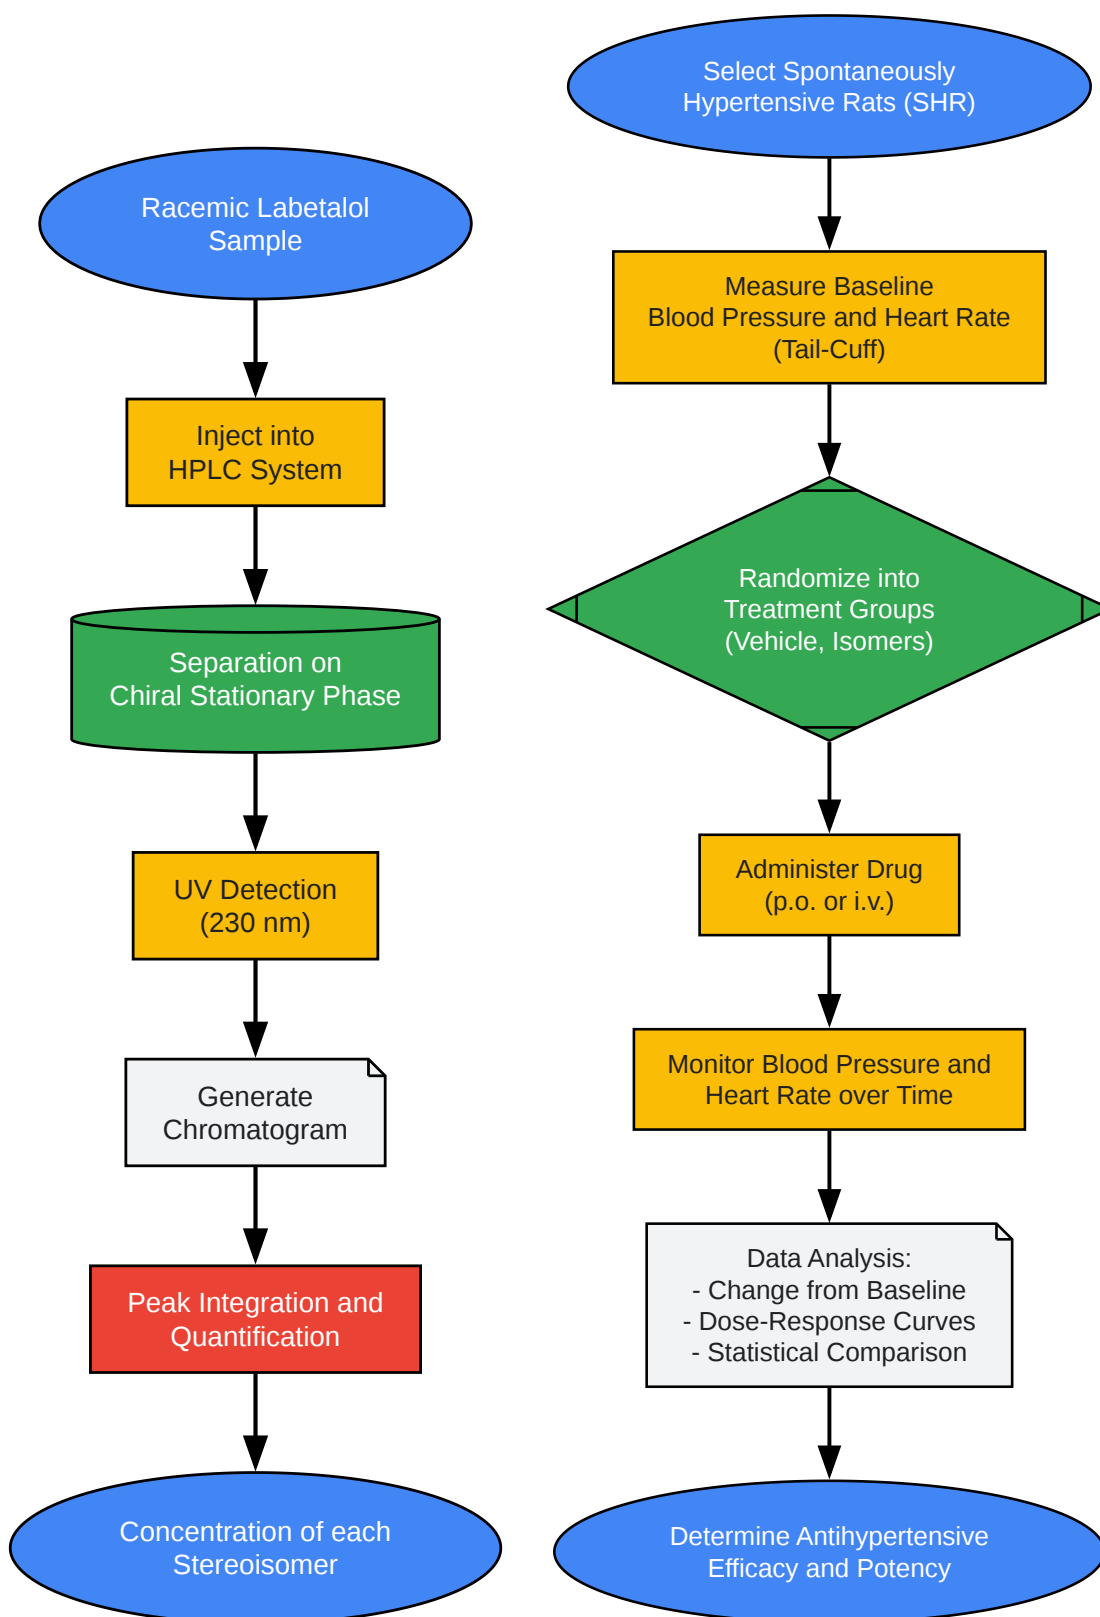 Racemic Labetalol
Sample
Inject into
HPLC System
Separation on
Chiral Stationary Phase
UV Detection
(230 nm)
Generate
Chromatogram
Peak Integration and
Quantification
Concentration of each
Stereoisomer
Select Spontaneously
Hypertensive Rats (SHR)
Measure Baseline
Blood Pressure and Heart Rate
(Tail-Cuff)
Randomize into
Treatment Groups
(Vehicle, Isomers)
Administer Drug
(p.o. or i.v.)
Monitor Blood Pressure and
Heart Rate over Time
Data Analysis:
- Change from Baseline
- Dose-Response Curves
- Statistical Comparison
Determine Antihypertensive
Efficacy and Potency